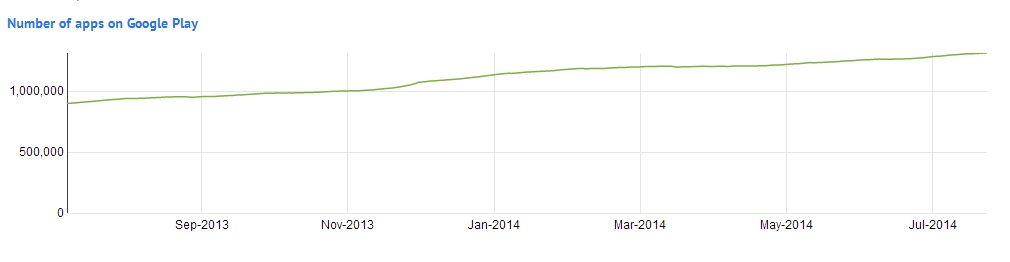 Number of apps on Google Play
1,000,000
500,000
0
Sep-2013 Nov-2013 Jan-2014 Mar-2014 May-2014 Jul-2014